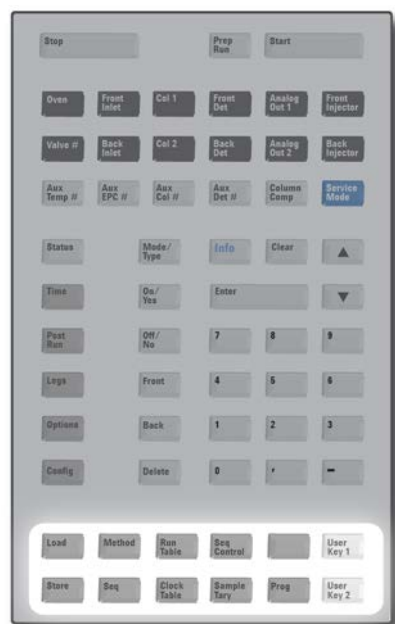 Stop
Prep Run
Start
Oven
Front Inlet
Col 1
Front Det
Analog Out 1
Front Injector
Valve #
Back Inlet
Col 2
Back Det
Analog Out 2
Back Injector
Aux Temp #
Aux EPC #
Aux Col #
Aux Det #
Column Comp
Service Mode
Status
Mode/ Type
Info
Clear
▲
Time
On/ Yes
Enter
▼
Post Run
Off/ No
7
8
9
Logs
Front
4
5
6
Options
Back
1
2
3
Config
Delete
0
,
–
Load
Method
Run Table
Seq Control
User Key 1
Store
Seq
Clock Table
Sample Tary
Prog
User Key 2